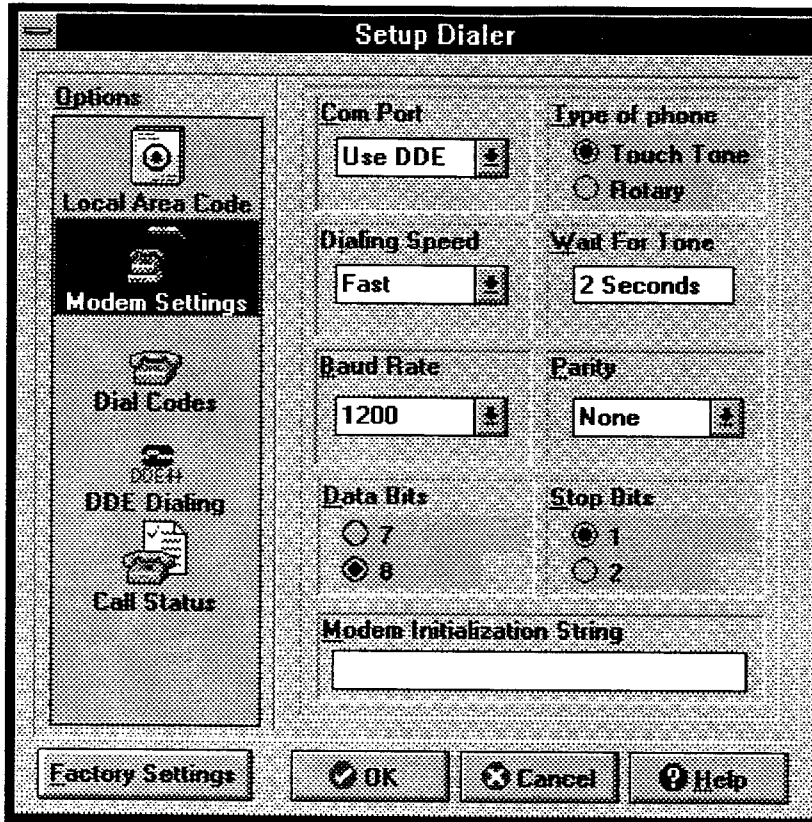 Setup Dialer
Options
Local Area Code
Modem Settings
Dial Codes
DDE Dialing
Call Status
Com Port
Use DDE
Type of phone
Touch Tone
Rotary
Dialing Speed
Fast
Wait For Tone
2 Seconds
Baud Rate
1200
Parity
None
Data Bits
7
8
Stop Bits
1
2
Modem Initialization String
Factory Settings
OK
Cancel
Help